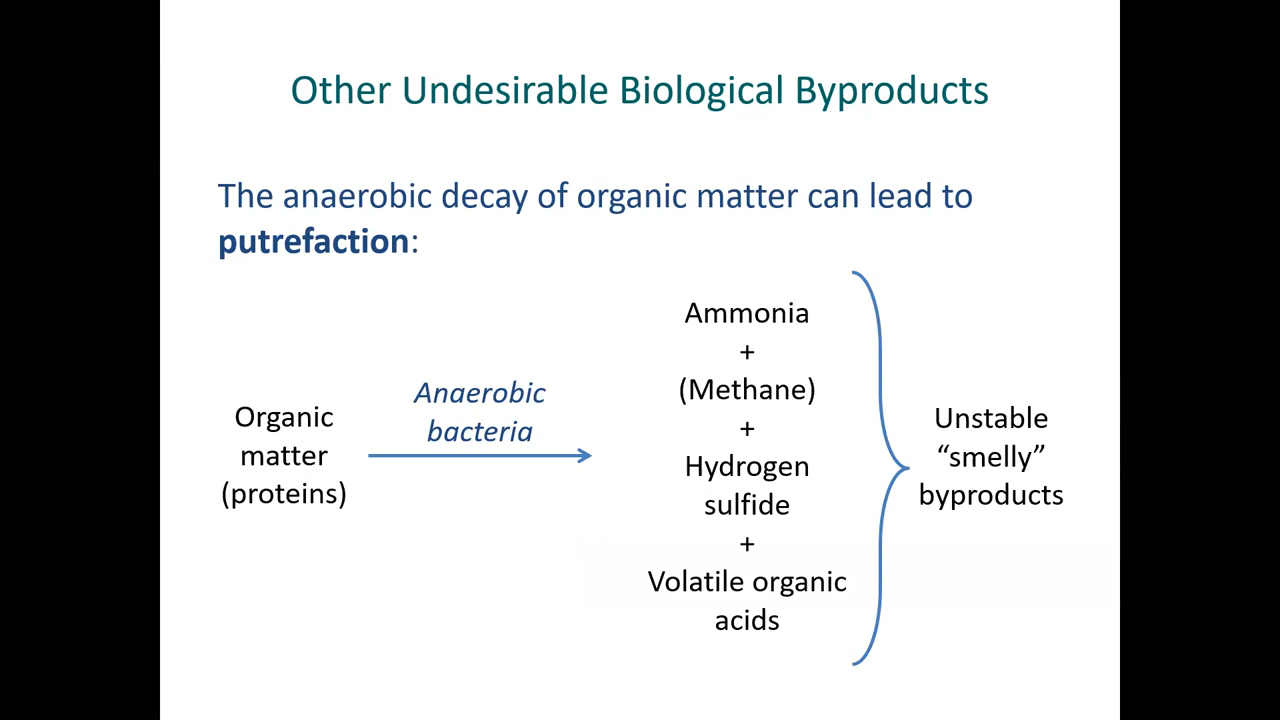 Other Undesirable Biological Byproducts
The anaerobic decay of organic matter can lead to
putrefaction:
Organic
matter
(proteins)
Anaerobic
bacteria
Ammonia
+
(Methane)
+
Hydrogen
sulfide
+
Volatile organic
acids
Unstable
“smelly”
byproducts